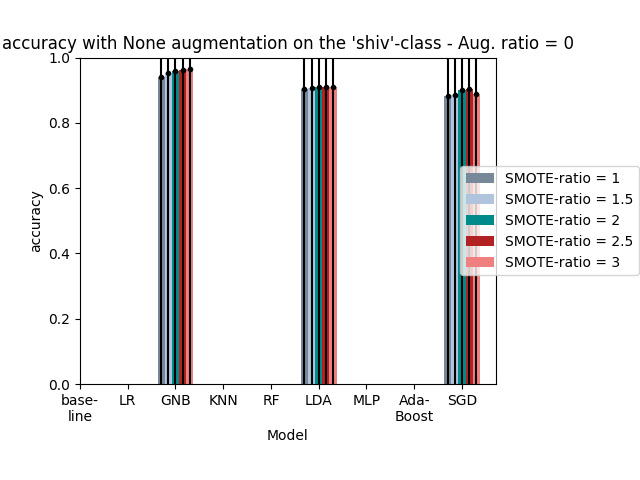 accuracy with None augmentation on the 'shiv'-class - Aug. ratio = 0
1.0
0.8
0.6
0.4
0.2
0.0
accuracy
base-
line
LR
GNB
KNN
RF
LDA
MLP
Ada-
Boost
SGD
Model
SMOTE-ratio = 1
SMOTE-ratio = 1.5
SMOTE-ratio = 2
SMOTE-ratio = 2.5
SMOTE-ratio = 3